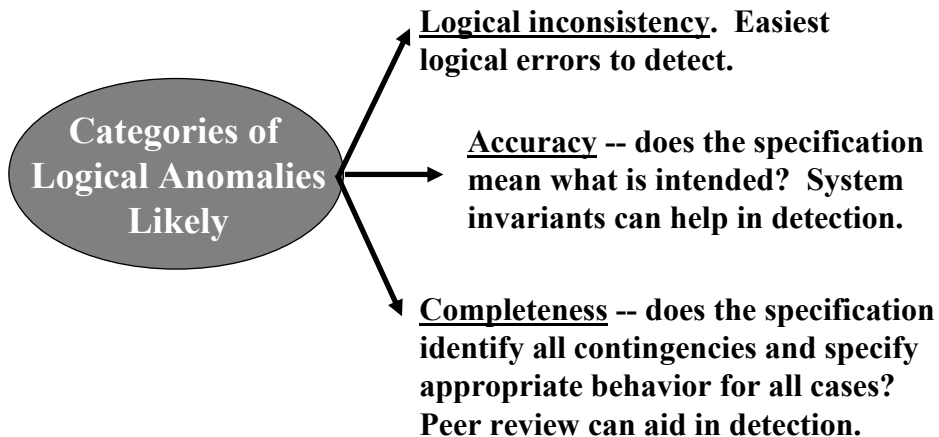 Categories of
Logical Anomalies
Likely
Logical inconsistency.  Easiest
logical errors to detect.
Accuracy -- does the specification
mean what is intended?  System
invariants can help in detection.
Completeness -- does the specification
identify all contingencies and specify
appropriate behavior for all cases?
Peer review can aid in detection.